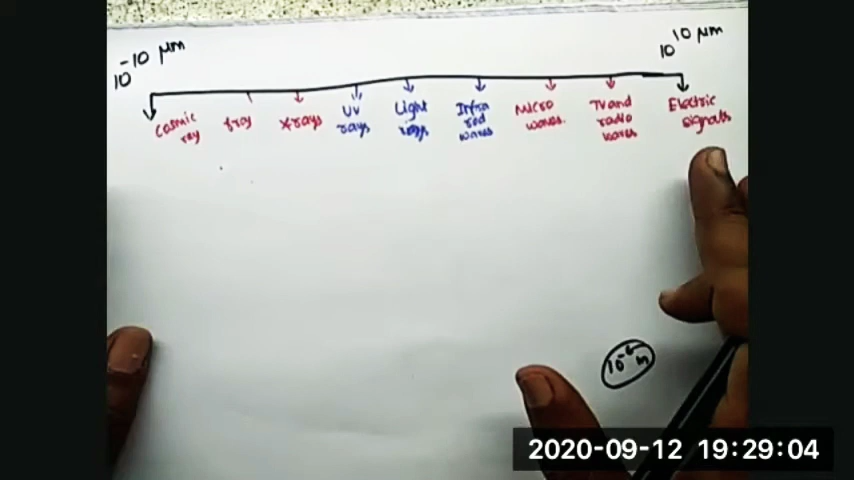 10^-10 μm
10^10 μm
Cosmic ray
γray
X rays
UV rays
Light rays
Infra red waves
Micro waves.
TV and radio waves
Electric signals
10^-6 m
2020-09-12 19:29:04